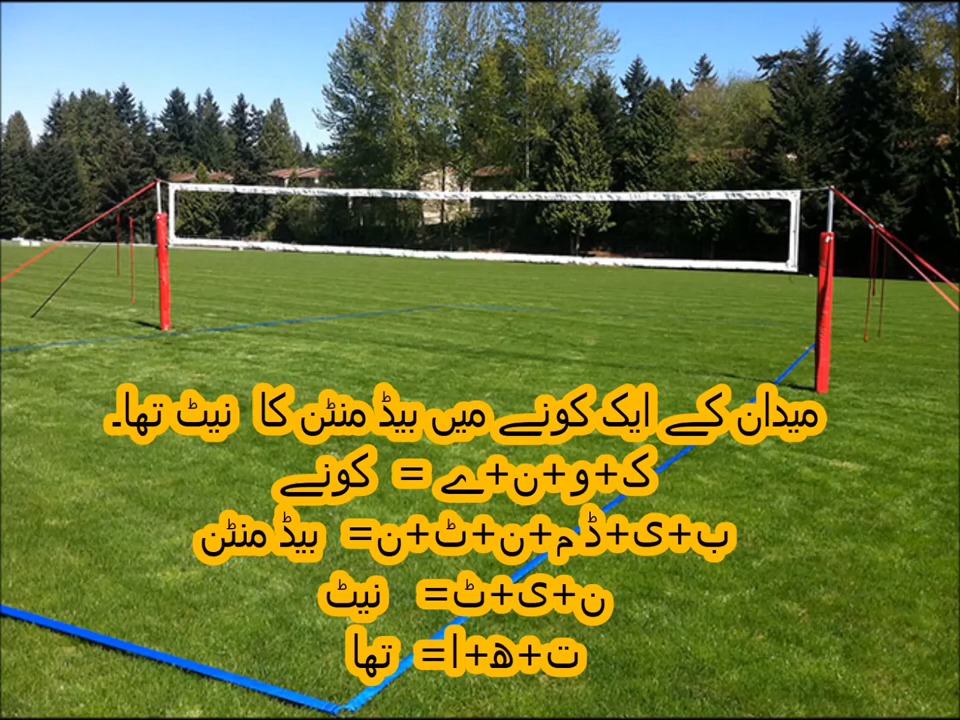 میدان کے ایک کونے میں بیڈ منٹن کا نیٹ تھا۔
ک+و+ن+ے = کونے
ب+ی+ڈ م+ن+ٹ+ن= بیڈ منٹن
ن+ی+ٹ= نیٹ
ت+ھ+ا= تھا